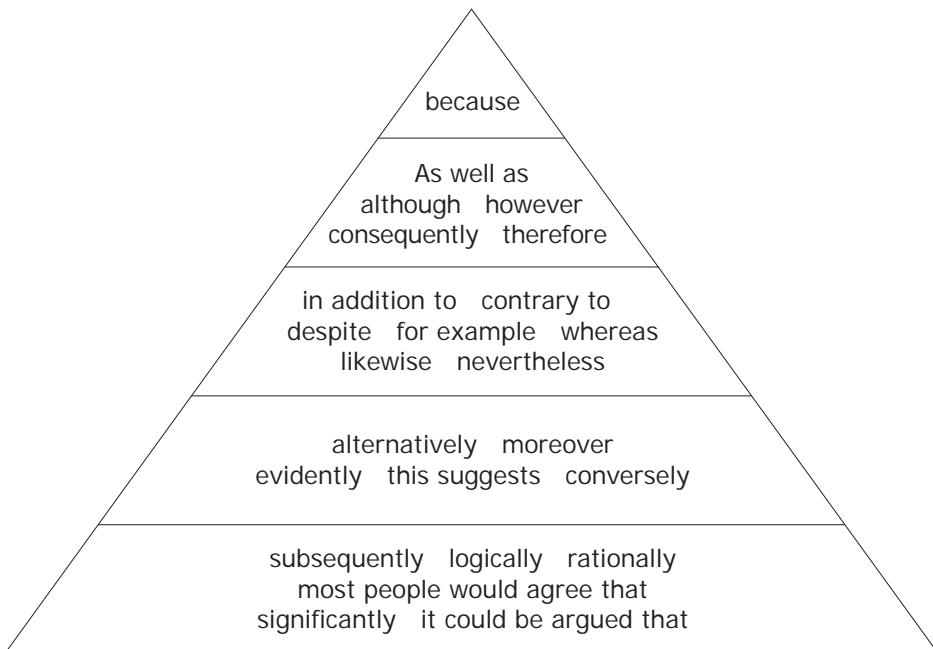 because
As well as
although however
consequently therefore
in addition to contrary to
despite for example whereas
likewise nevertheless
alternatively moreover
evidently this suggests conversely
subsequently logically rationally
most people would agree that
significantly it could be argued that